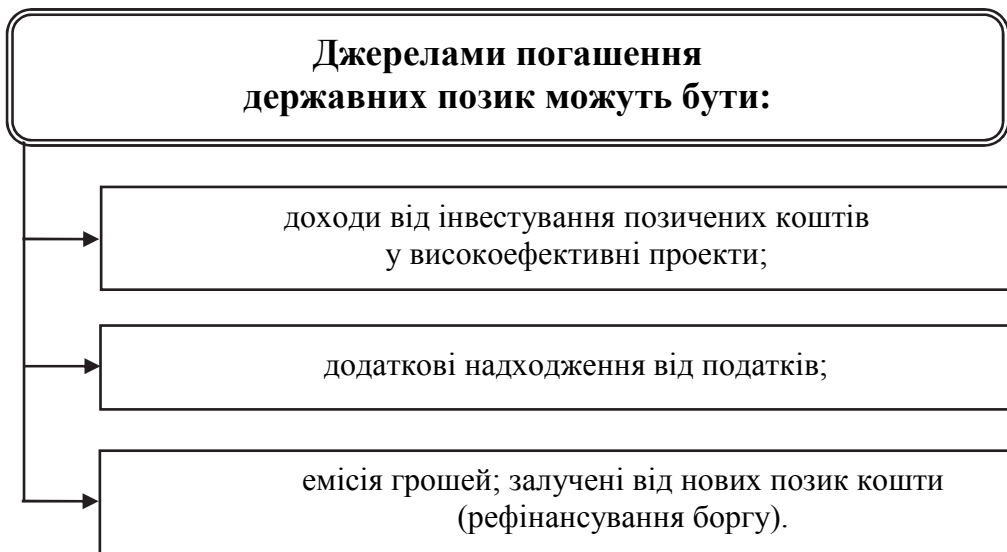 Джерелами погашення
державних позик можуть бути:
доходи від інвестування позичених коштів
у високоефективні проекти;
додаткові надходження від податків;
емісія грошей; залучені від нових позик кошти
(рефінансування боргу).